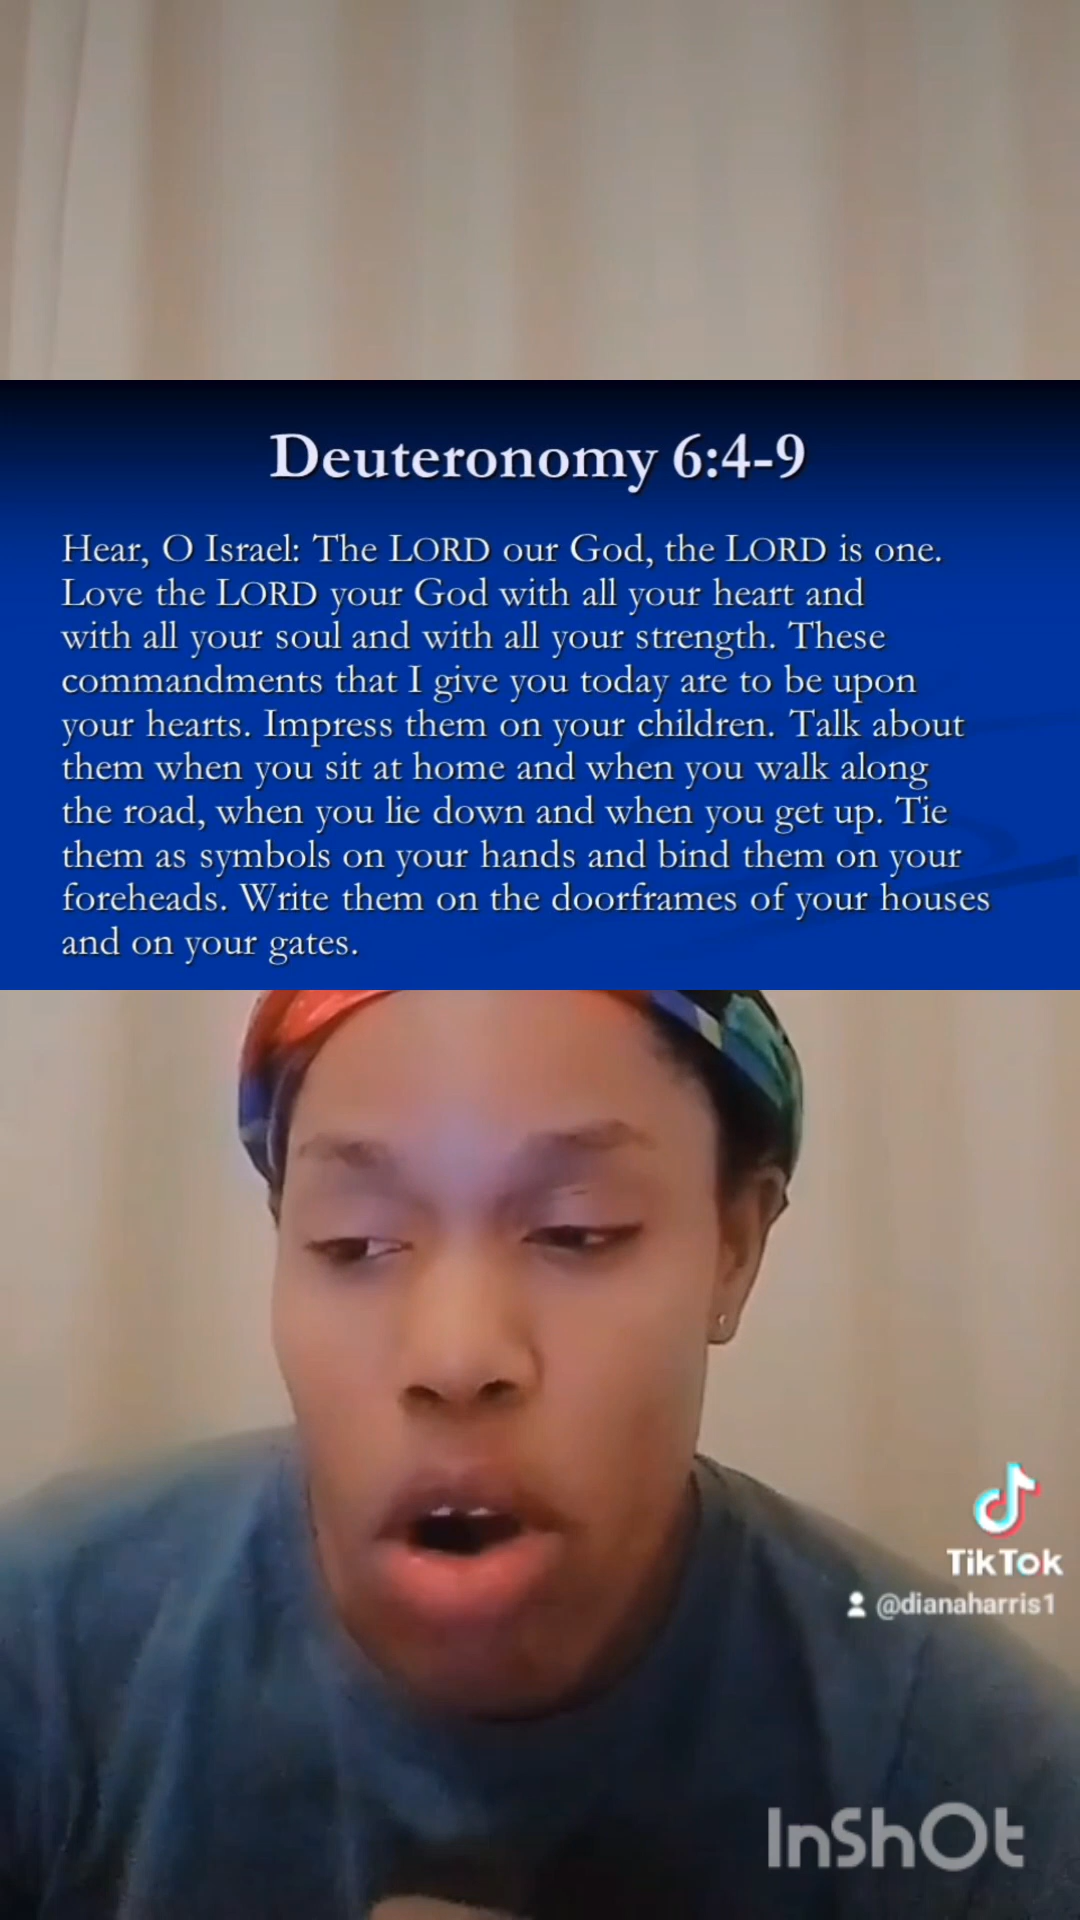 Deuteronomy 6:4-9
Hear, O Israel: The LORD our God, the LORD is one.
Love the LORD your God with all your heart and
with all your soul and with all your strength. These
commandments that I give you today are to be upon
your hearts. Impress them on your children. Talk about
them when you sit at home and when you walk along
the road, when you lie down and when you get up. Tie
them as symbols on your hands and bind them on your
foreheads. Write them on the doorframes of your houses
and on your gates.
TikTok
@dianaharris1
InShOt